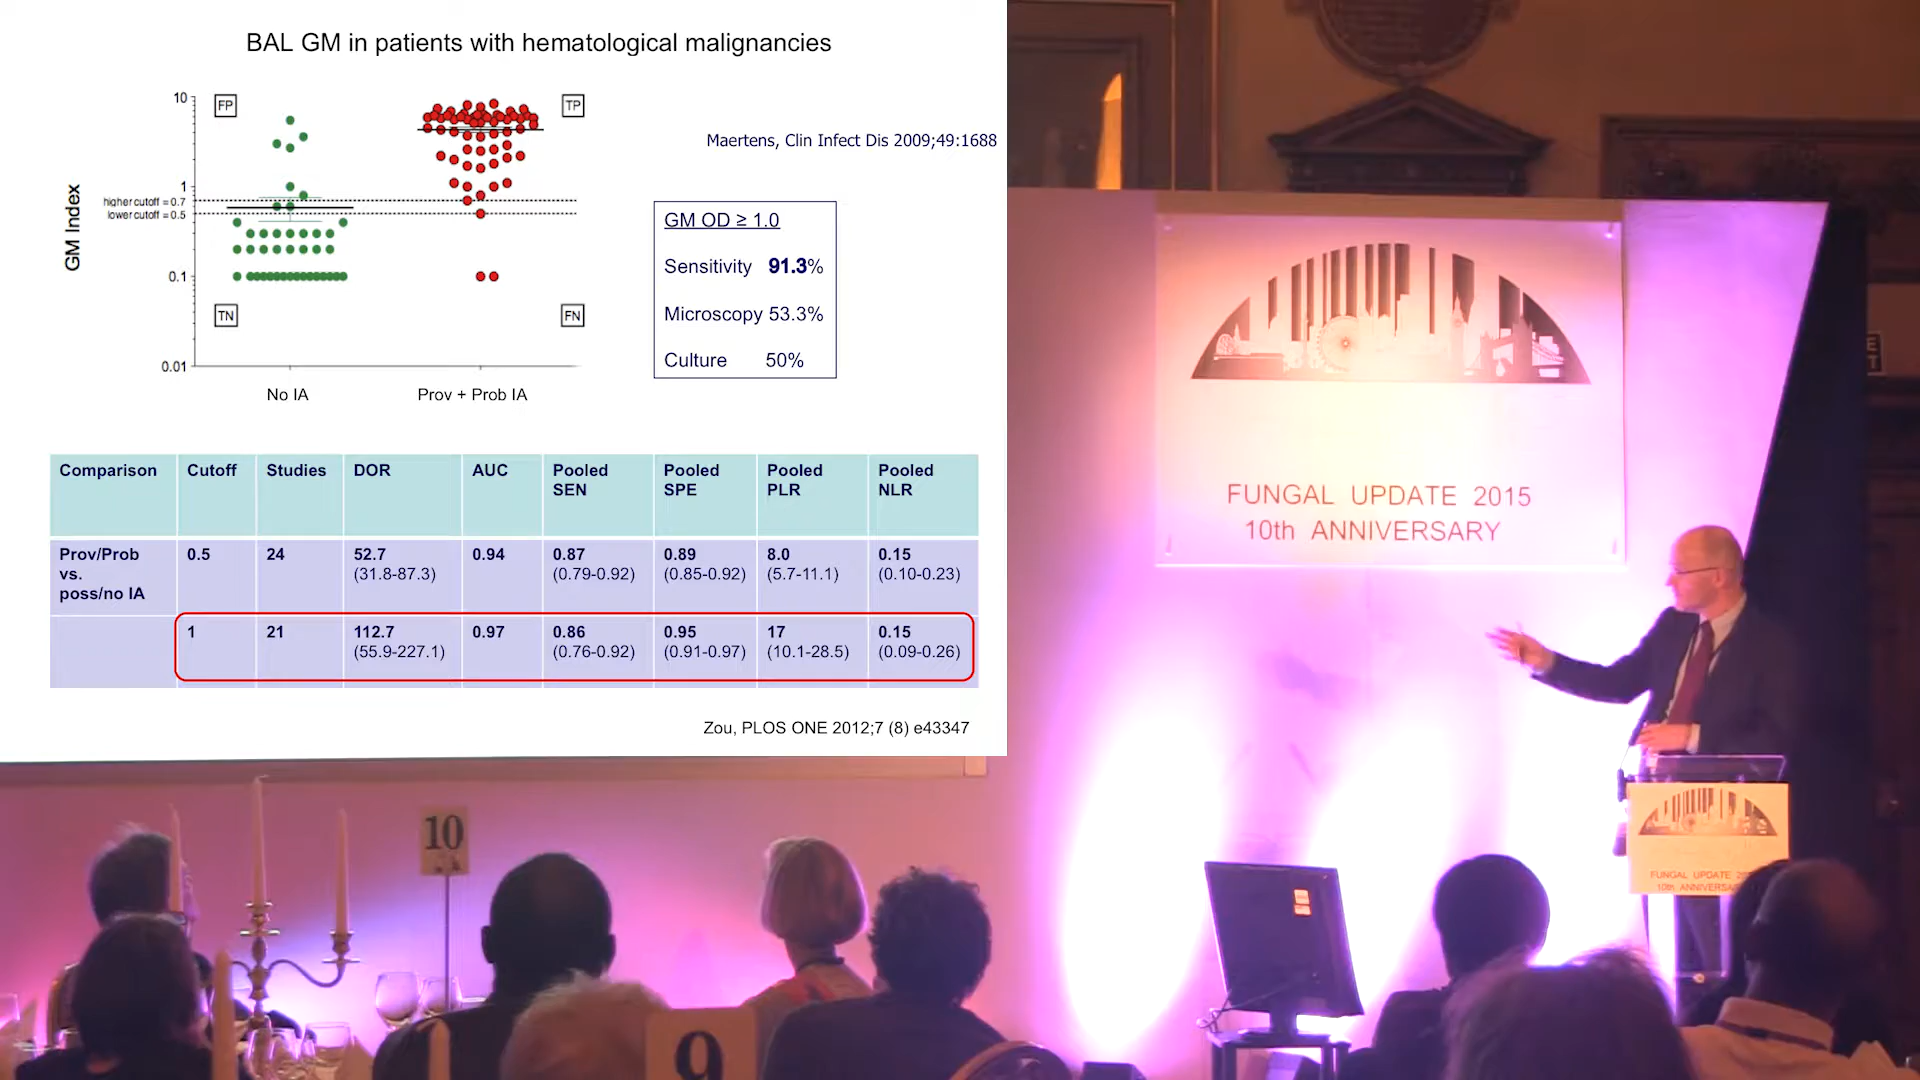 BAL GM in patients with hematological malignancies
10
FP
TP
Maertens, Clin Infect Dis 2009;49:1688
1
higher cutoff = 0.7
lower cutoff = 0.5
GM Index
0.1
TN
FN
0.01
No IA
Prov + Prob IA
GM OD ≥ 1.0
Sensitivity 91.3%
Microscopy 53.3%
Culture 50%
Comparison Cutoff Studies DOR AUC Pooled SEN Pooled SPE Pooled PLR Pooled NLR
Prov/Prob vs. poss/no IA 0.5 24 52.7 (31.8-87.3) 0.94 0.87 (0.79-0.92) 0.89 (0.85-0.92) 8.0 (5.7-11.1) 0.15 (0.10-0.23)
1 21 112.7 (55.9-227.1) 0.97 0.86 (0.76-0.92) 0.95 (0.91-0.97) 17 (10.1-28.5) 0.15 (0.09-0.26)
Zou, PLOS ONE 2012;7 (8) e43347
FUNGAL UPDATE 2015
10th ANNIVERSARY
FUNGAL UPDATE
10th
10
9